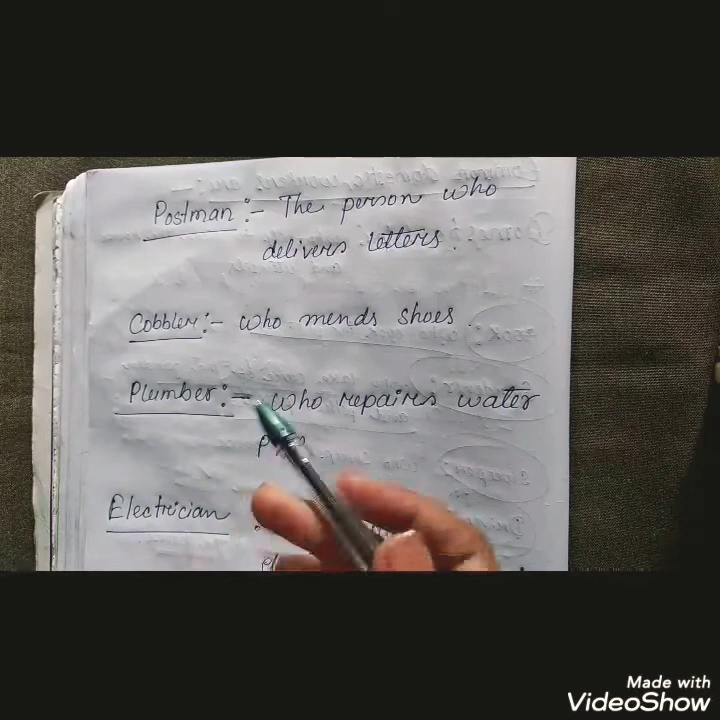 Postman :- The person who
delivers letters.
Cobbler :- who mends shoes.
Plumber :- who repairs water
Electrician
Made with
VideoShow